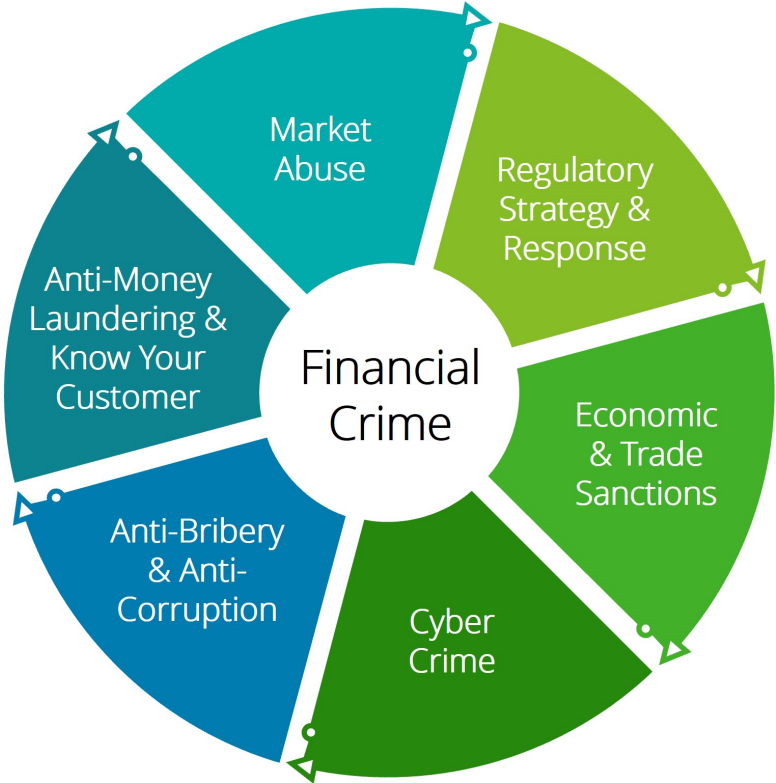 Market
Abuse
Regulatory
Strategy &
Response
Economic
& Trade
Sanctions
Cyber
Crime
Anti-Bribery
& Anti-
Corruption
Anti-Money
Laundering &
Know Your
Customer
Financial
Crime